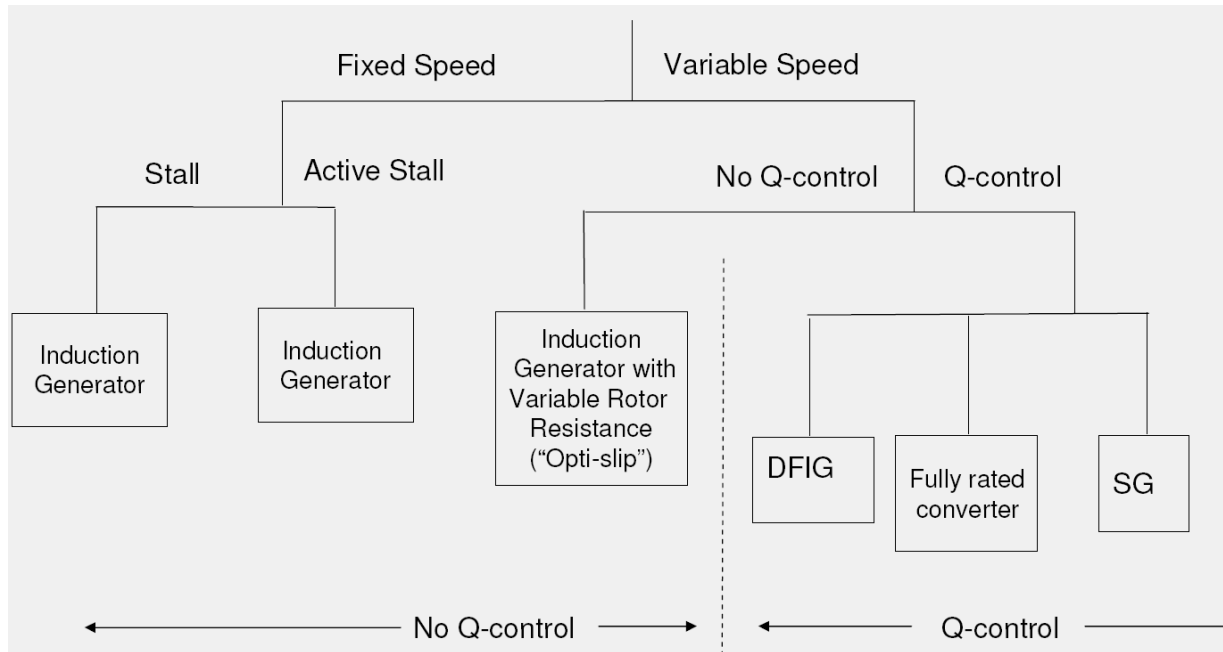 Fixed Speed
Variable Speed
Stall
Active Stall
No Q-control
Q-control
Induction
Generator
Induction
Generator
Induction
Generator with
Variable Rotor
Resistance
(“Opti-slip”)
DFIG
Fully rated
converter
SG
No Q-control
Q-control